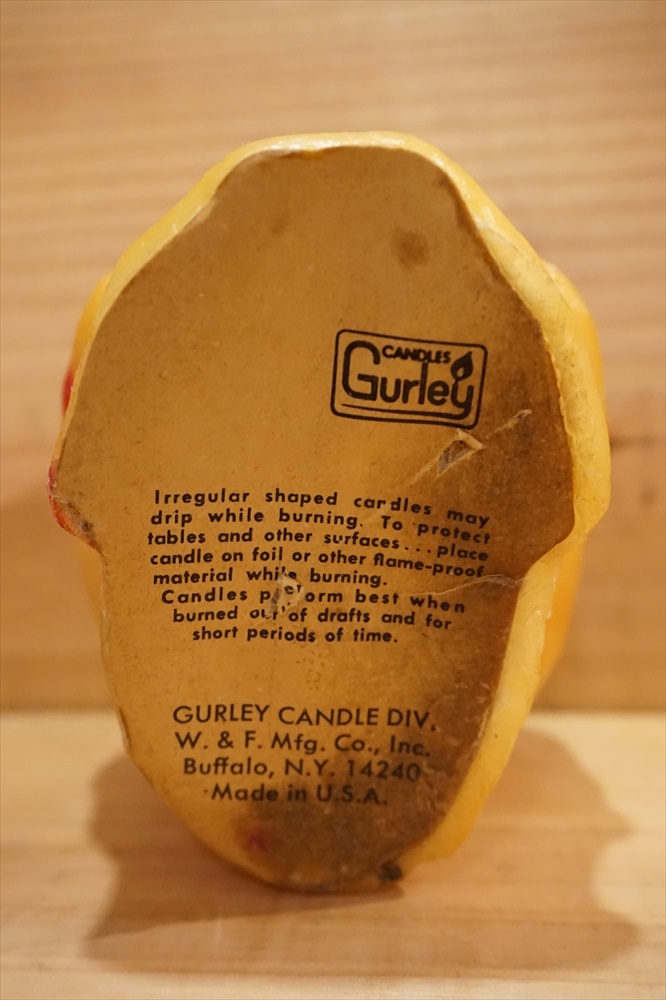 CANDLES
Gurley
Irregular shaped candles may
drip while burning. To protect
tables and other surfaces...place
candle on foil or other flame-proof
material while burning.
Candles perform best when
burned out of drafts and for
short periods of time.
GURLEY CANDLE DIV.
W. & F. Mfg. Co., Inc.
Buffalo, N.Y. 14240
Made in U.S.A.